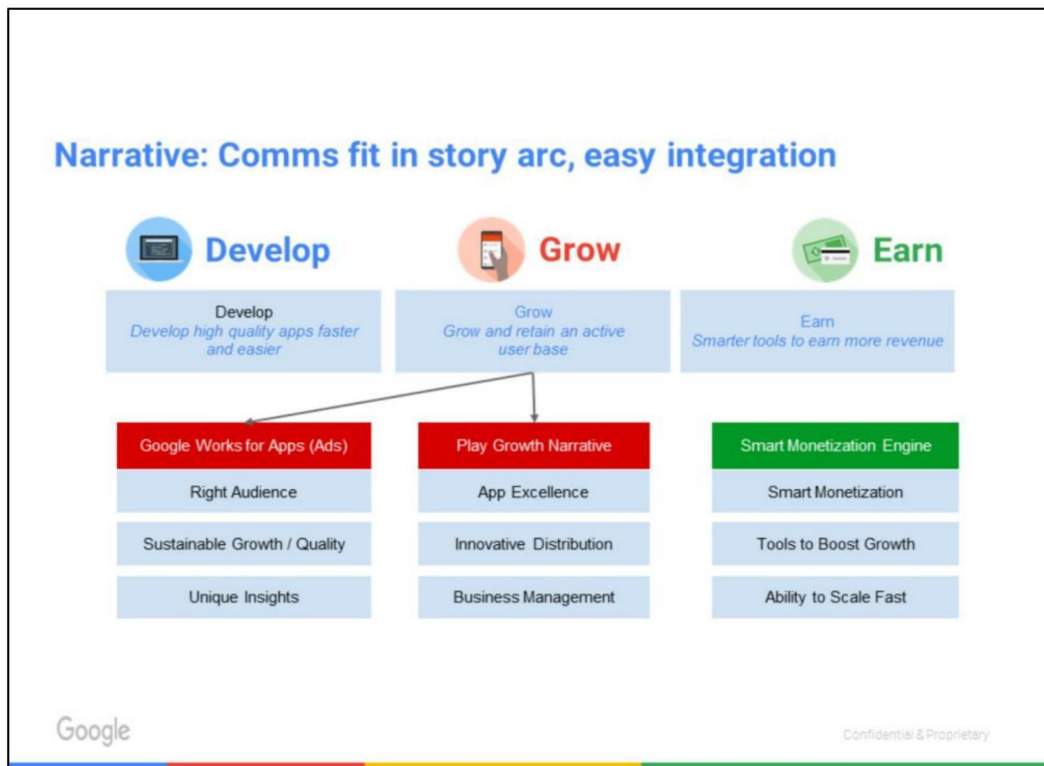 Narrative: Comms fit in story arc, easy integration
Develop
Grow
Earn
Develop
Develop high quality apps faster
and easier
Grow
Grow and retain an active
user base
Earn
Smarter tools to earn more revenue
Google Works for Apps (Ads)
Right Audience
Sustainable Growth / Quality
Unique Insights
Play Growth Narrative
App Excellence
Innovative Distribution
Business Management
Smart Monetization Engine
Smart Monetization
Tools to Boost Growth
Ability to Scale Fast
Google
Confidential & Proprietary